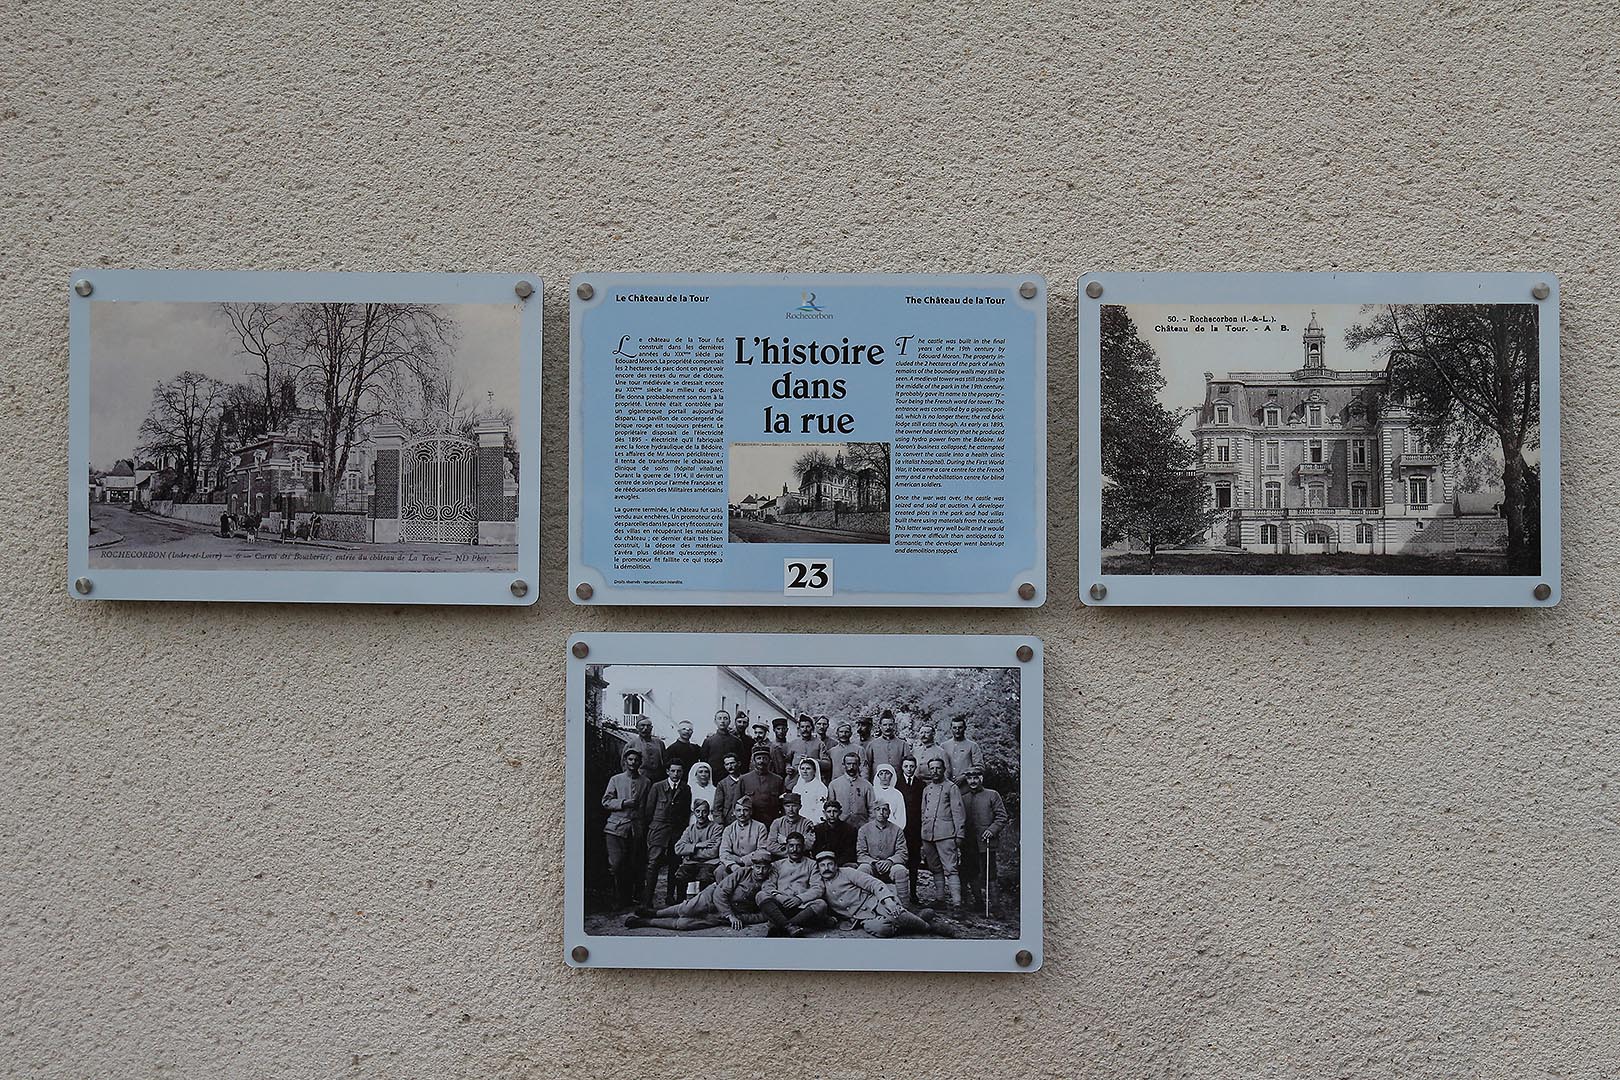 ROCHECORBON (Indre-et-Loire) — 6 — Carroi des Boucheries ; entrée du château de La Tour. — ND Phot.
Le Château de la Tour
Rochecorbon
The Château de la Tour
L'histoire
dans
la rue
Le château de la Tour fut
construit dans les dernières
années du XIXème siècle par
Edouard Moron. La propriété comprenait
les 2 hectares de parc dont on peut voir
encore des restes du mur de clôture.
Une tour médiévale se dressait encore
au XIXème siècle au milieu du parc.
Elle donna probablement son nom à la
propriété. L'entrée était contrôlée par
un gigantesque portail aujourd'hui
disparu. Le pavillon de conciergerie de
brique rouge est toujours présent. Le
propriétaire disposait de l'électricité
dès 1895 - électricité qu'il fabriquait
avec la force hydraulique de la Bédoire.
Les affaires de Mr Moron périclitèrent ;
il tenta de transformer le château en
clinique de soins (hôpital vitaliste).
Durant la guerre de 1914, il devint un
centre de soin pour l'armée Française et
de rééducation des Militaires américains
aveugles.
La guerre terminée, le château fut saisi,
vendu aux enchères. Un promoteur créa
des parcelles dans le parc et y fit construire
des villas en récupérant les matériaux
du château ; ce dernier était très bien
construit, la dépose des matériaux
s'avéra plus délicate qu'escomptée ;
le promoteur fit faillite ce qui stoppa
la démolition.
Droits réservés - reproduction interdite.
The castle was built in the final
years of the 19th century by
Edouard Moron. The property in-
cluded the 2 hectares of the park of which
remains of the boundary walls may still be
seen. A medieval tower was still standing in
the middle of the park in the 19th century.
It probably gave its name to the property –
Tour being the French word for tower. The
entrance was controlled by a gigantic por-
tal, which is no longer there; the red brick
lodge still exists though. As early as 1895,
the owner had electricity that he produced
using hydro power from the Bédoire. Mr
Moron's business collapsed; he attempted
to convert the castle into a health clinic
(a vitalist hospital). During the First World
War, it became a care centre for the French
army and a rehabilitation centre for blind
American soldiers.
Once the war was over, the castle was
seized and sold at auction. A developer
created plots in the park and had villas
built there using materials from the castle.
This latter was very well built and it would
prove more difficult than anticipated to
dismantle; the developer went bankrupt
and demolition stopped.
23
50. - Rochecorbon (I.-&-L.).
Château de la Tour. - A B.